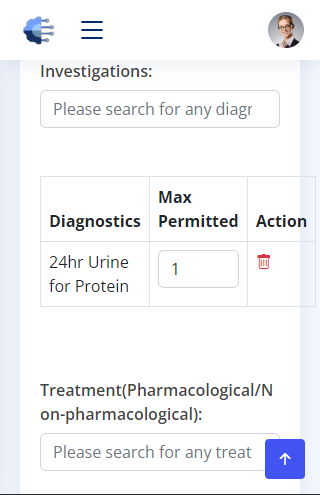 Investigations:
Please search for any diagr
Max
Diagnostics Permitted Action
24hr Urine
for Protein
1
Treatment(Pharmacological/N
on-pharmacological):
Please search for any treat